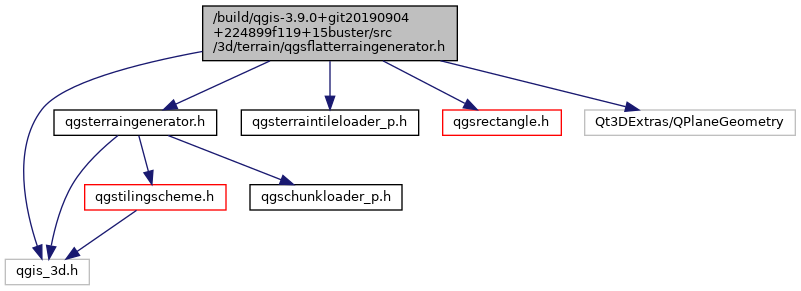 /build/qgis-3.9.0+git20190904
+224899f119+15buster/src
/3d/terrain/qgsflatterraingenerator.h
qgsterraingenerator.h
qgsterraintileloader_p.h
qgsrectangle.h
Qt3DExtras/QPlaneGeometry
qgstilingscheme.h
qgschunkloader_p.h
qgis_3d.h